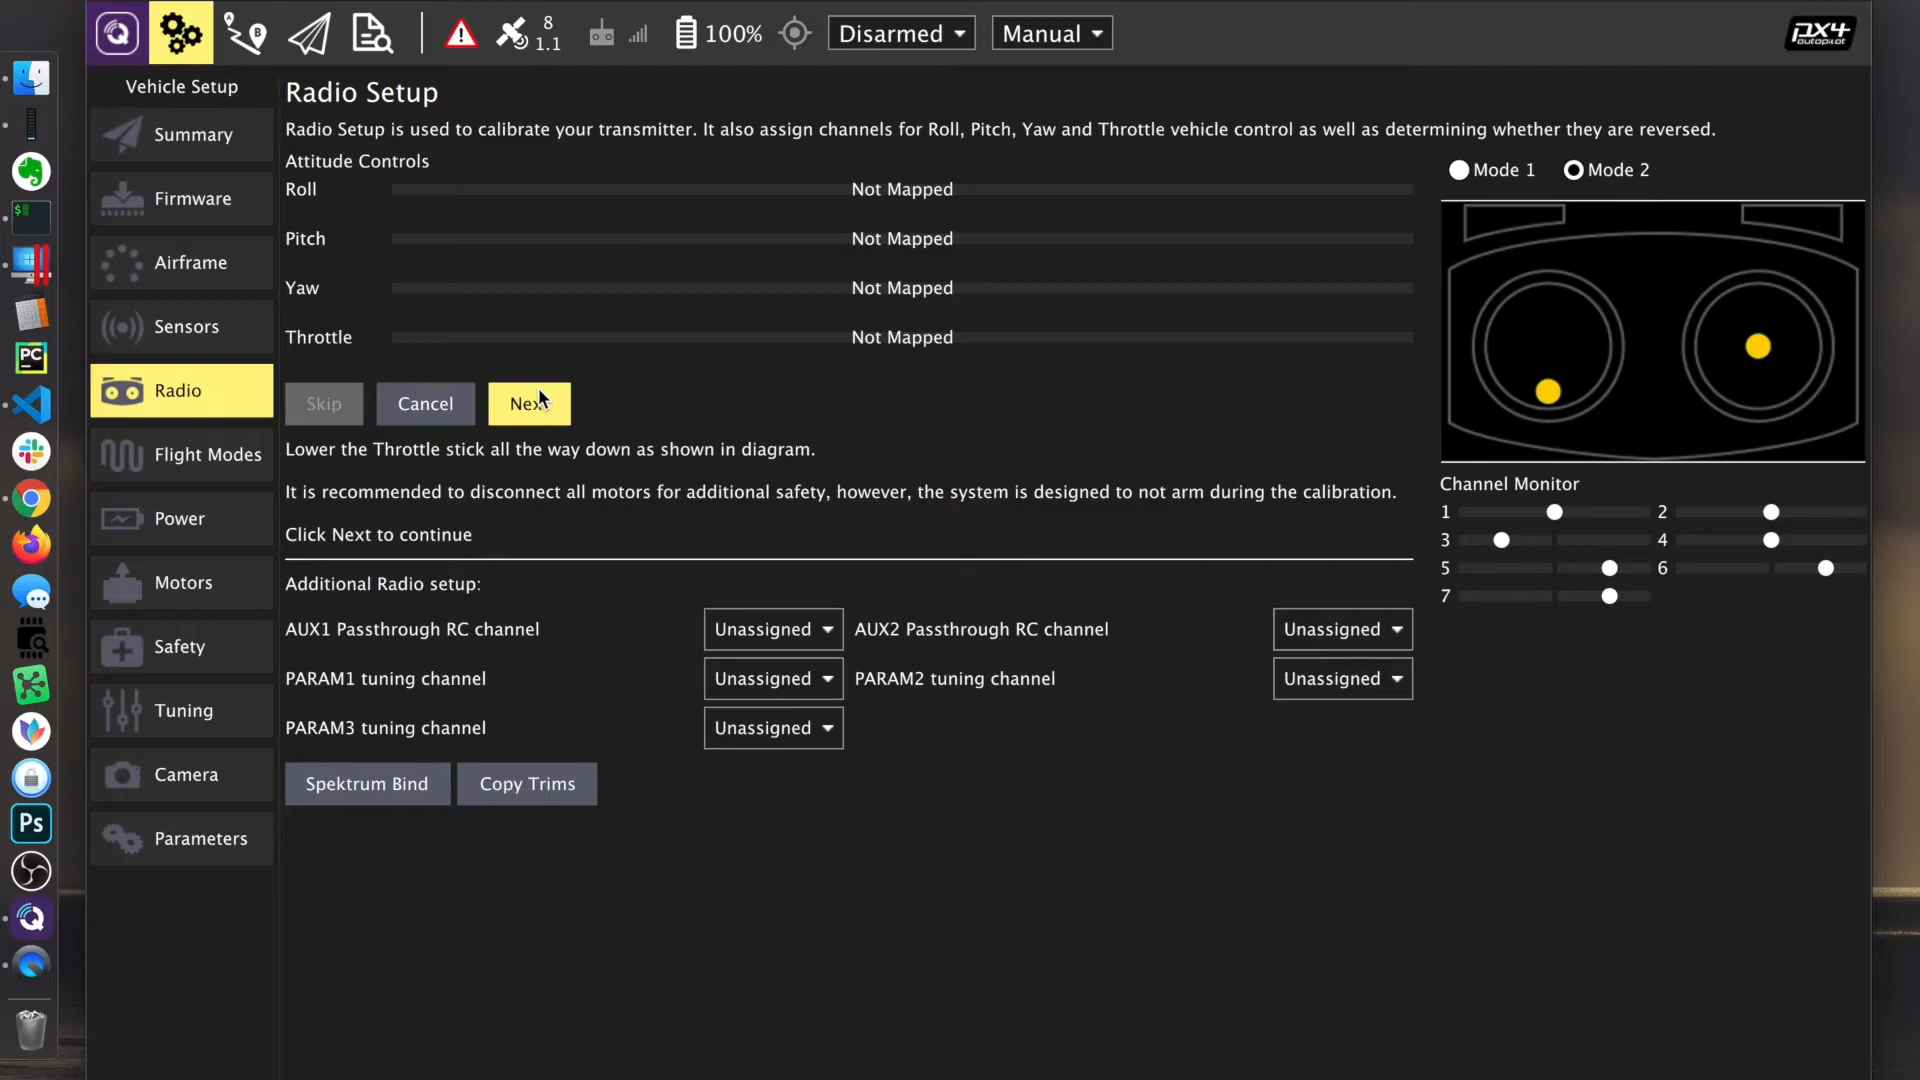 8
1.1
100%
Disarmed
Manual
px4
autopilot
Vehicle Setup
Summary
Firmware
Airframe
Sensors
Radio
Flight Modes
Power
Motors
Safety
Tuning
Camera
Parameters
Radio Setup
Radio Setup is used to calibrate your transmitter. It also assign channels for Roll, Pitch, Yaw and Throttle vehicle control as well as determining whether they are reversed.
Attitude Controls
Roll Not Mapped
Pitch Not Mapped
Yaw Not Mapped
Throttle Not Mapped
Skip Cancel Next
Lower the Throttle stick all the way down as shown in diagram.
It is recommended to disconnect all motors for additional safety, however, the system is designed to not arm during the calibration.
Click Next to continue
Additional Radio setup:
AUX1 Passthrough RC channel Unassigned AUX2 Passthrough RC channel Unassigned
PARAM1 tuning channel Unassigned PARAM2 tuning channel Unassigned
PARAM3 tuning channel Unassigned
Spektrum Bind Copy Trims
Mode 1 Mode 2
Channel Monitor
1 2
3 4
5 6
7
B
$
PC
Ps